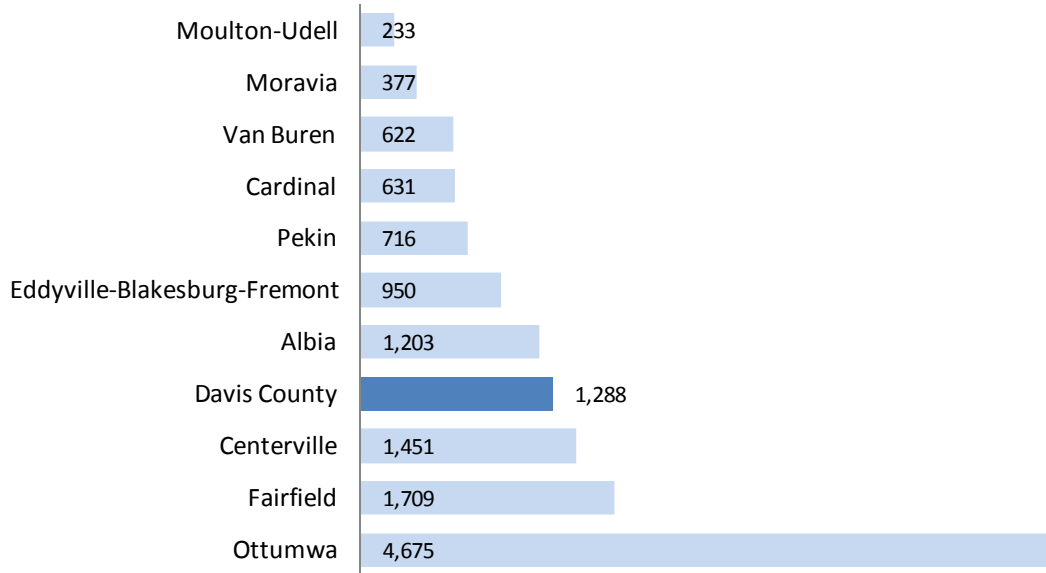 Moulton-Udell 233
Moravia 377
Van Buren 622
Cardinal 631
Pekin 716
Eddyville-Blakesburg-Fremont 950
Albia 1,203
Davis County 1,288
Centerville 1,451
Fairfield 1,709
Ottumwa 4,675